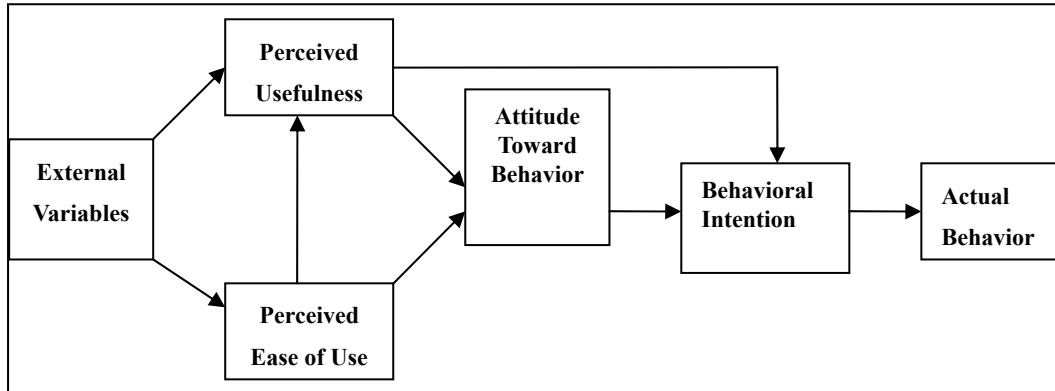 External
Variables
Perceived
Usefulness
Perceived
Ease of Use
Attitude
Toward
Behavior
Behavioral
Intention
Actual
Behavior